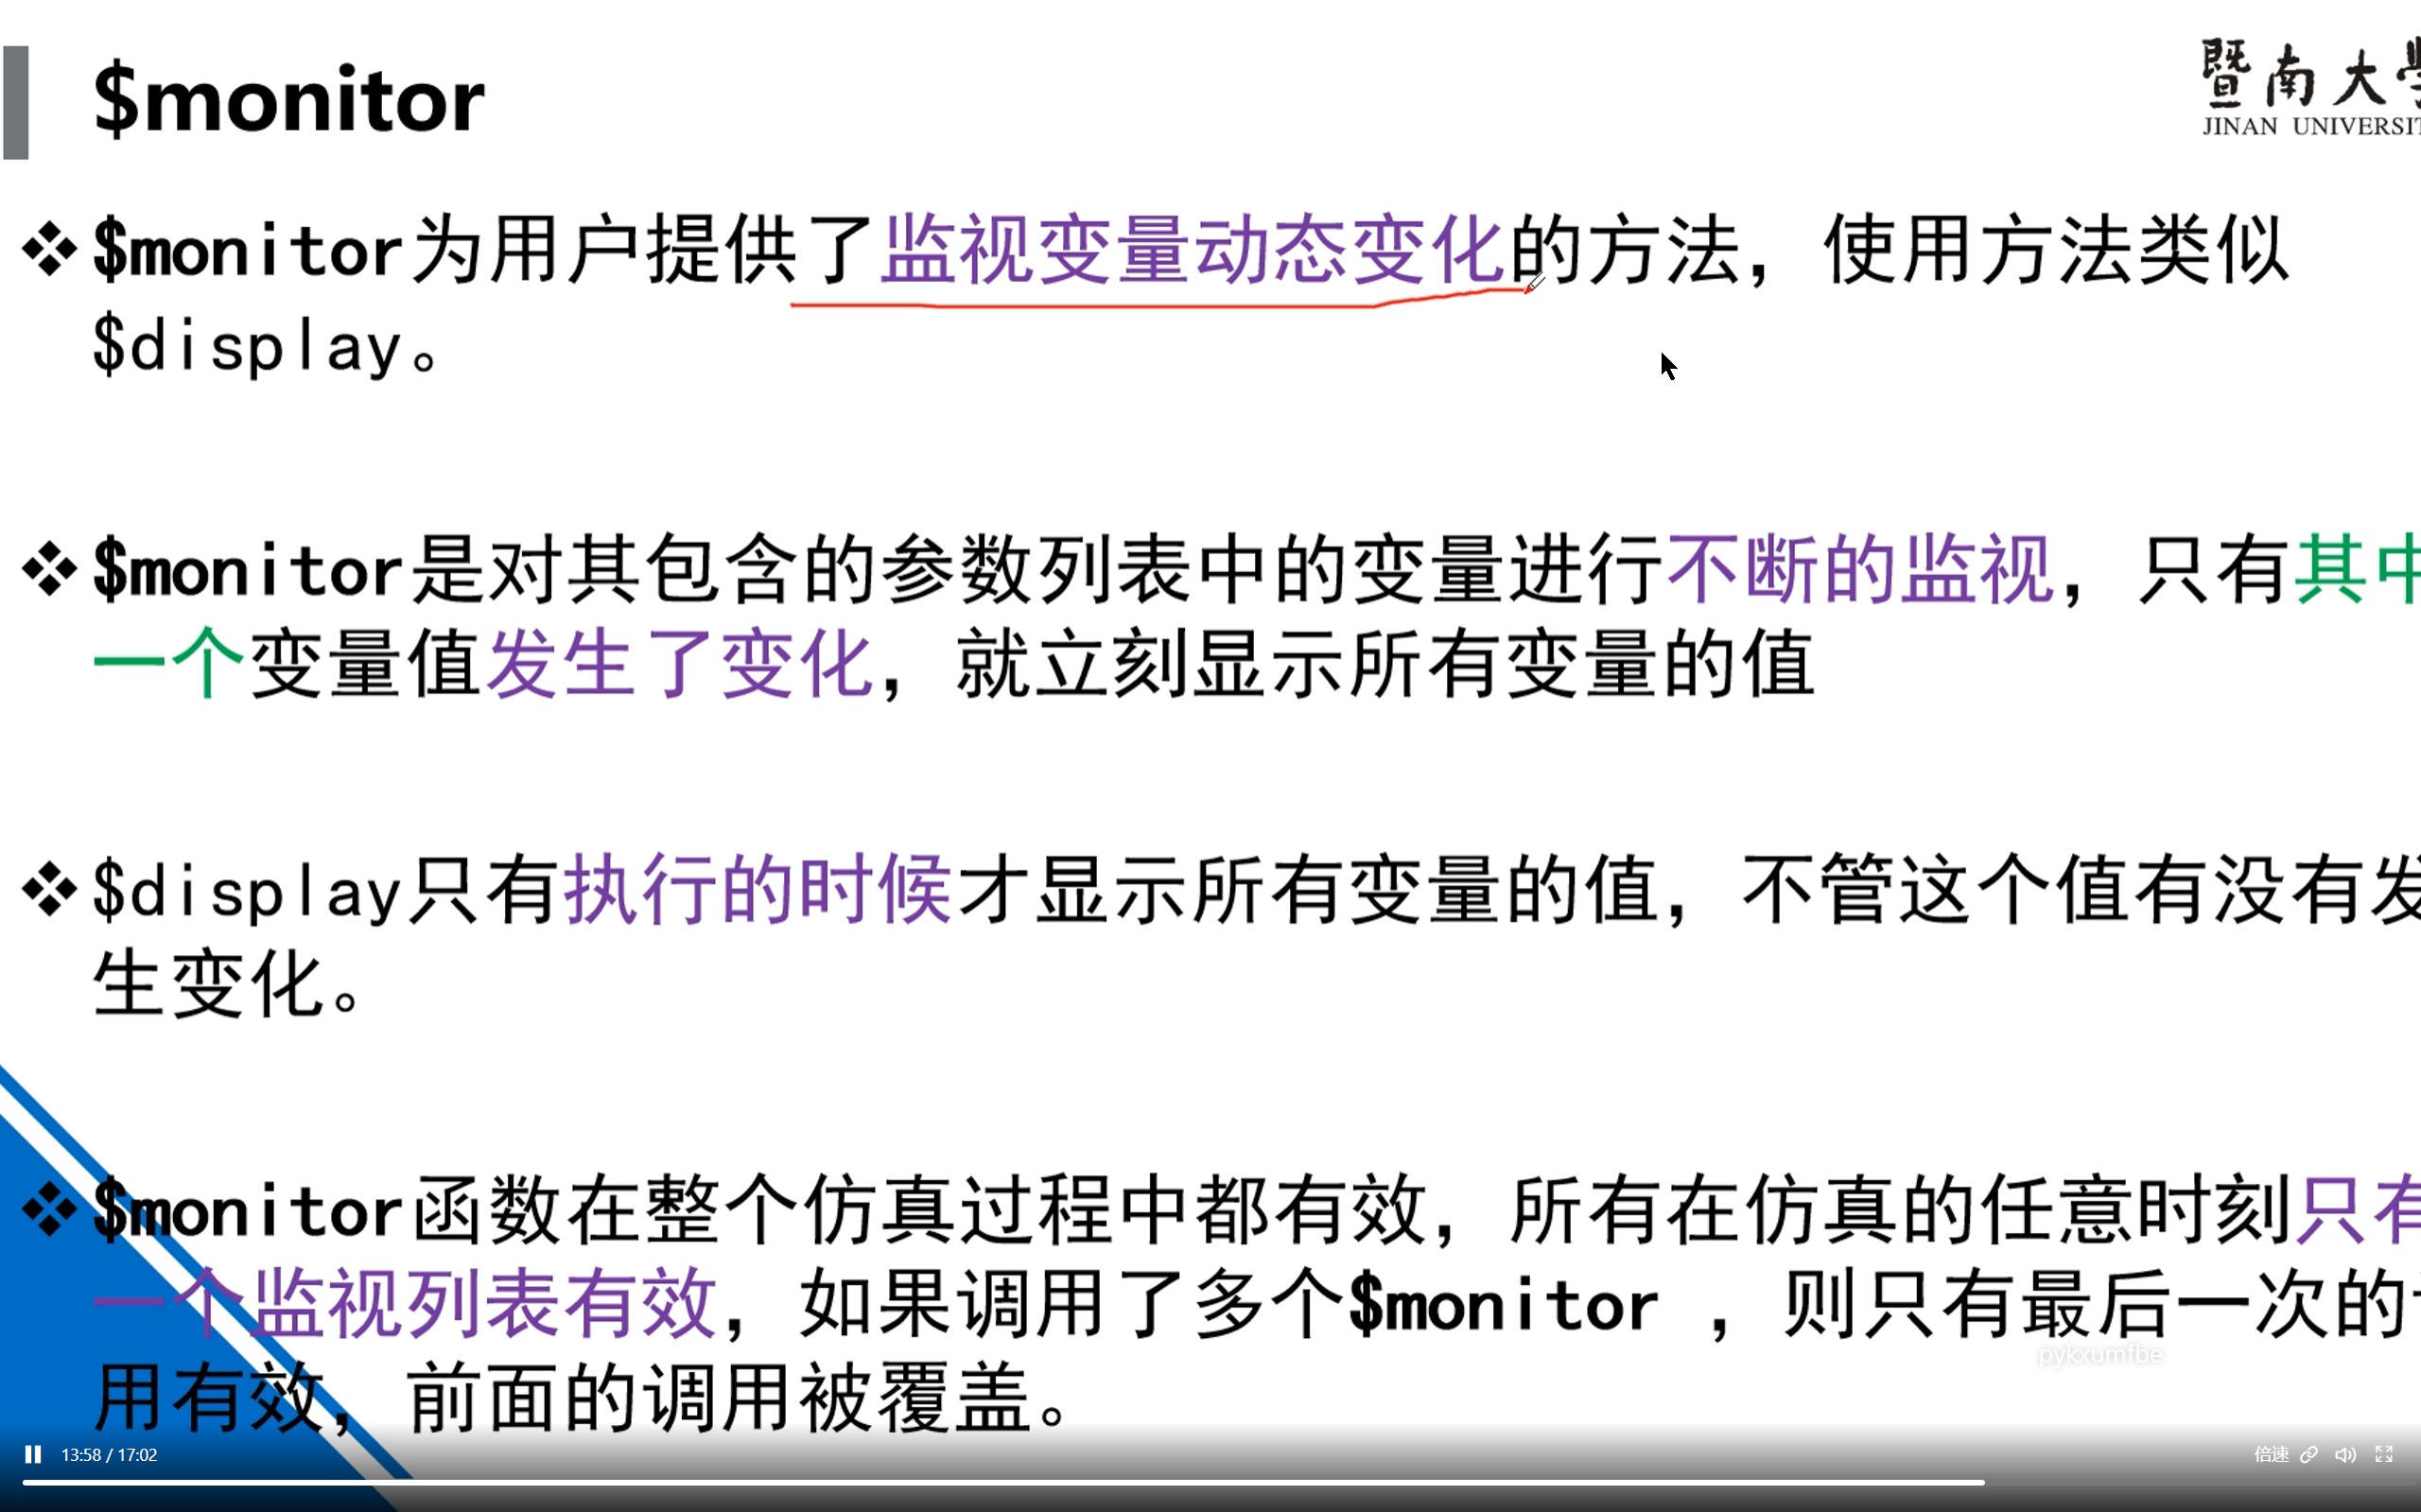 $monitor
暨南大學
JINAN UNIVERSIT
$monitor为用户提供了监视变量动态变化的方法，使用方法类似
$display。
$monitor是对其包含的参数列表中的变量进行不断的监视，只有其中
一个变量值发生了变化，就立刻显示所有变量的值
$display只有执行的时候才显示所有变量的值，不管这个值有没有发
生变化。
$monitor函数在整个仿真过程中都有效，所有在仿真的任意时刻只有
一个监视列表有效，如果调用了多个$monitor ，则只有最后一次的
用有效，前面的调用被覆盖。
pykxumfbe
13:58 / 17:02
倍速